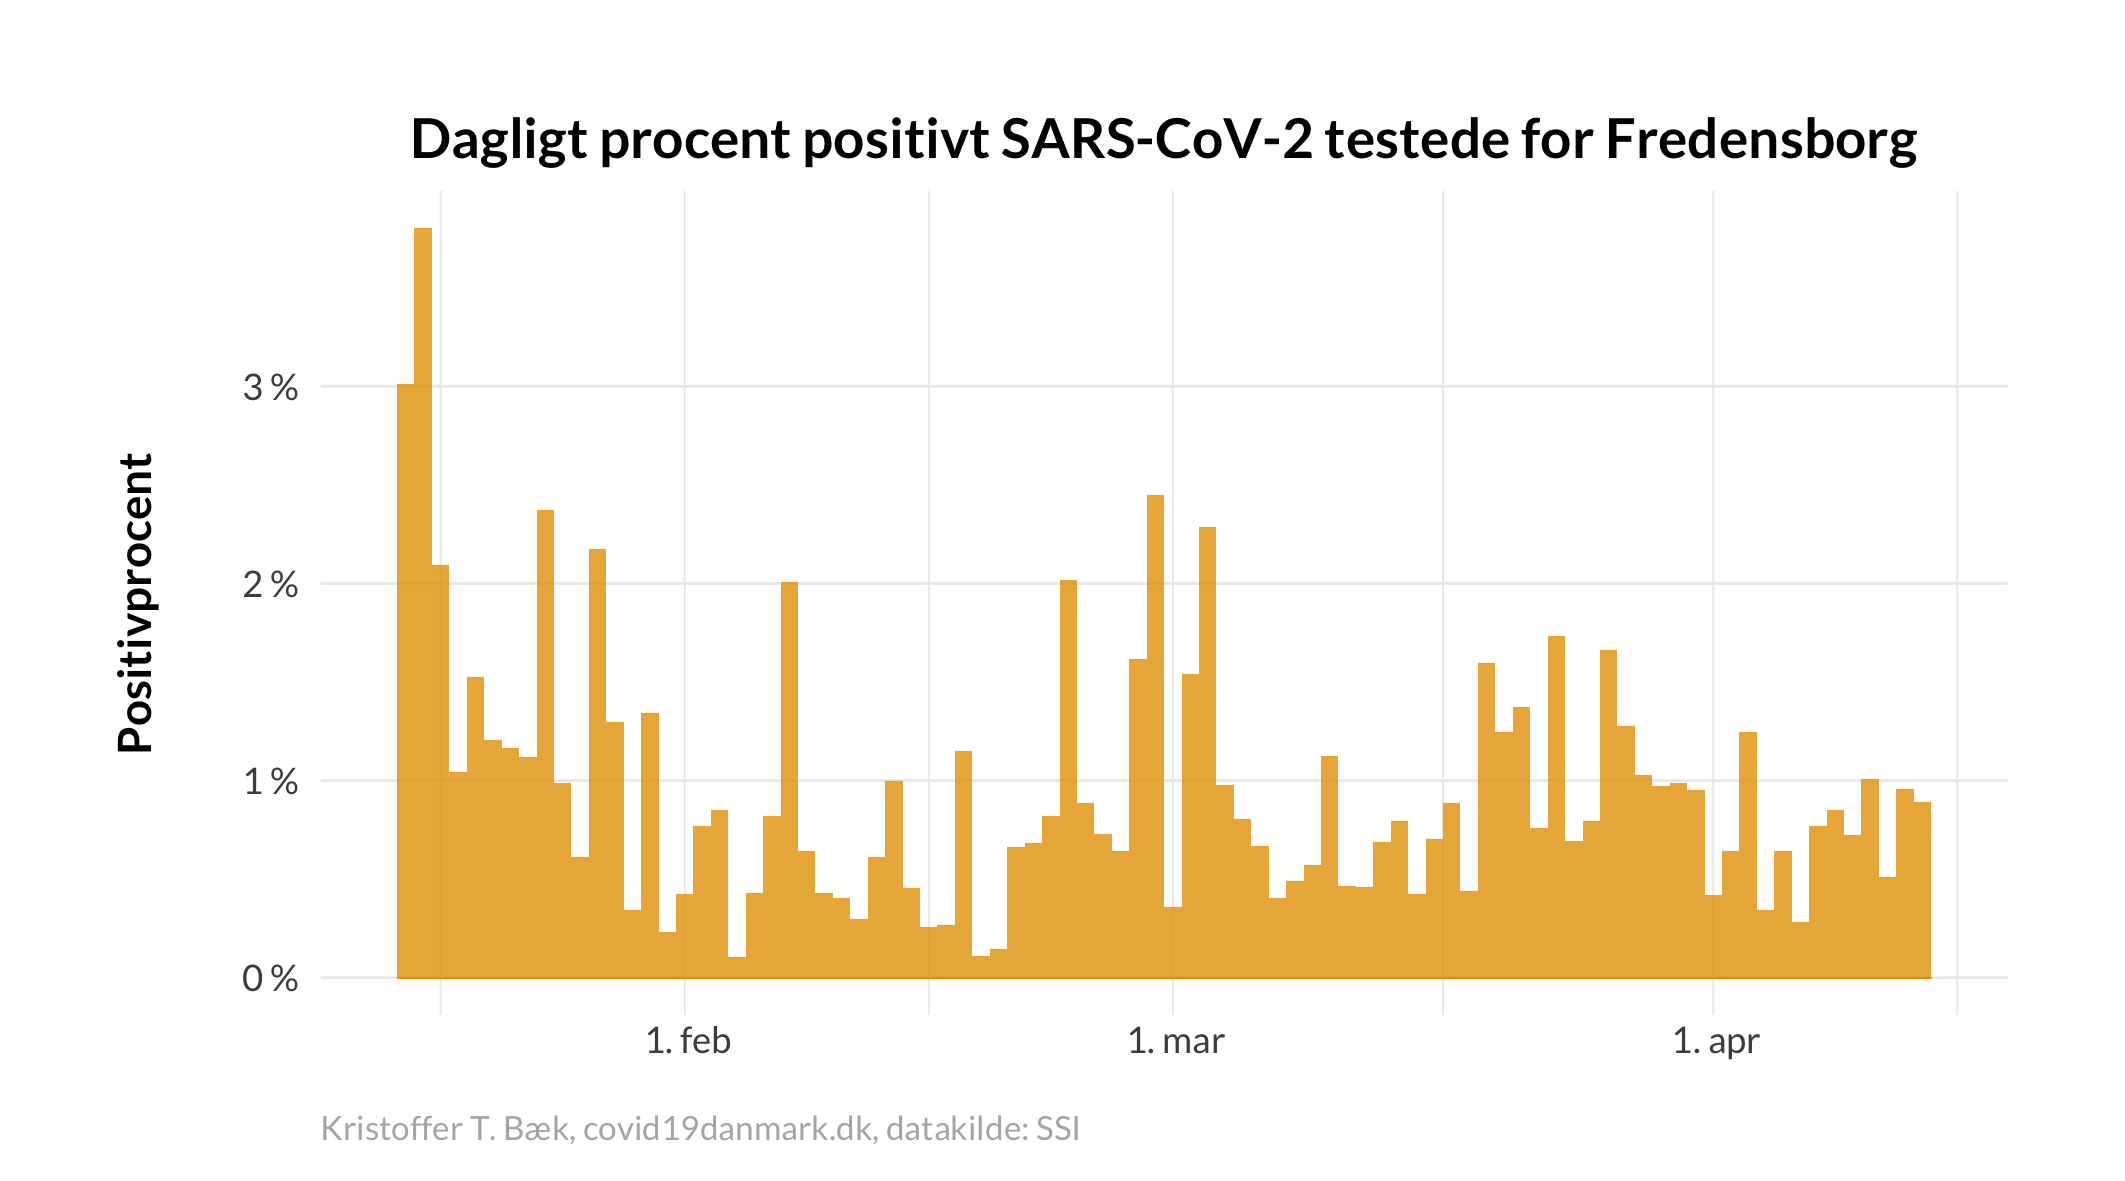 Dagligt procent positivt SARS-CoV-2 testede for Fredensborg
Positivprocent
3 %
2 %
1 %
0 %
1. feb
1. mar
1. apr
Kristoffer T. Bæk, covid19danmark.dk, datakilde: SSI